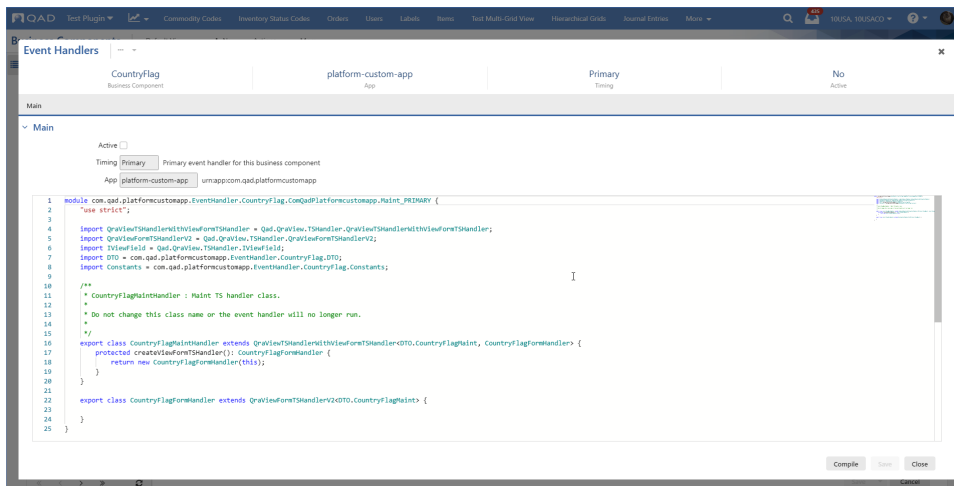 QAD Test Plugin Commodity Codes Inventory Status Codes Orders Users Labels Items Test Multi-Grid View Hierarchical Grids Journal Entries More 10USA, 10USACO
Event Handlers
CountryFlag platform-custom-app Primary No
Business Component App Timing Active
Main
Main
Active
Timing Primary Primary event handler for this business component
App platform-custom-app urn:app:com.qad.platformcustomapp
1 module com.qad.platformcustomapp.EventHandler.CountryFlag.ComQadPlatformcustomapp.Maint_PRIMARY {
2 "use strict";
3
4 import QraViewTSHandlerWithViewFormTSHandler = Qad.QraView.TSHandler.QraViewTSHandlerWithViewFormTSHandler;
5 import QraViewFormTSHandlerV2 = Qad.QraView.TSHandler.QraViewFormTSHandlerV2;
6 import IViewField = Qad.QraView.TSHandler.IViewField;
7 import DTO = com.qad.platformcustomapp.EventHandler.CountryFlag.DTO;
8 import Constants = com.qad.platformcustomapp.EventHandler.CountryFlag.Constants;
9
10 /**
11 * CountryFlagMaintHandler : Maint TS handler class.
12 *
13 * Do not change this class name or the event handler will no longer run.
14 *
15 */
16 export class CountryFlagMaintHandler extends QraViewTSHandlerWithViewFormTSHandler<DTO.CountryFlagMaint, CountryFlagFormHandler> {
17 protected createViewFormTSHandler(): CountryFlagFormHandler {
18 return new CountryFlagFormHandler(this);
19 }
20 }
21
22 export class CountryFlagFormHandler extends QraViewFormTSHandlerV2<DTO.CountryFlagMaint> {
23
24 }
25 }
Compile Save Close
Cancel